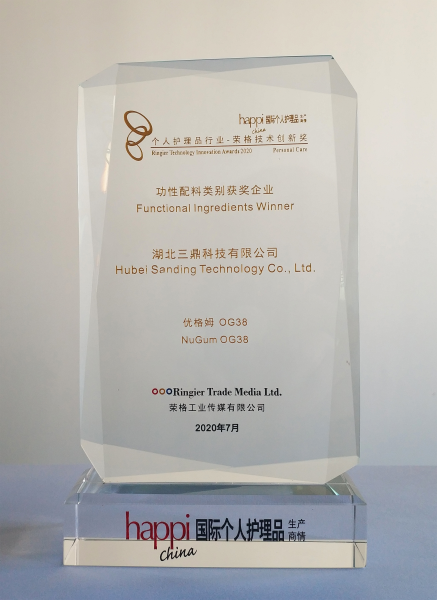 happi 国际个人护理品 生产商情
china
个人护理品行业-荣格技术创新奖
Ringier Technology Innovation Awards 2020 Personal Care
功性配料类别获奖企业
Functional Ingredients Winner
湖北三鼎科技有限公司
Hubei Sanding Technology Co., Ltd.
优格姆 OG38
NuGum OG38
Ringier Trade Media Ltd.
荣格工业传媒有限公司
2020年7月
happi 国际个人护理品 生产商情
china